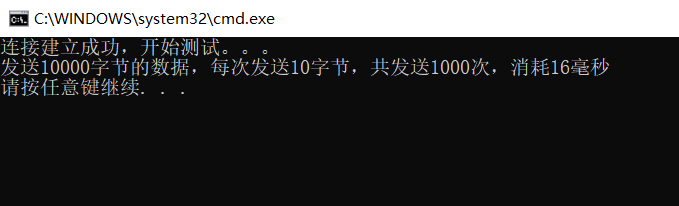 C:\WINDOWS\system32\cmd.exe
连接建立成功，开始测试。。。
发送10000字节的数据，每次发送10字节，共发送1000次，消耗16毫秒
请按任意键继续. . .